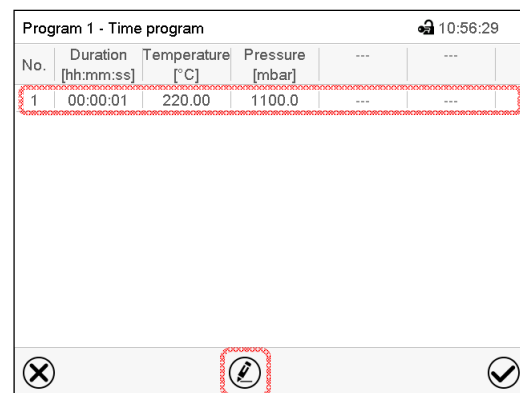 Program 1 - Time program 10:56:29
No. Duration [hh:mm:ss] Temperature [°C] Pressure [mbar] --- ---
1 00:00:01 220.00 1100.0 --- ---